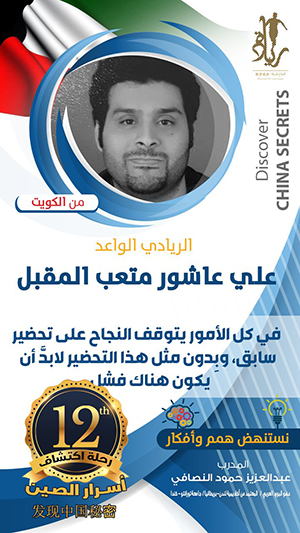 ريادة
Discover
CHINA SECRETS
من الكويت
الريادي الواعد
علي عاشور متعب المقبل
في كل الأمور يتوقف النجاح على تحضير
سابق، وبدون مثل هذا التحضير لابدَّ أن
يكون هناك فشل
12th
رحلة اكتشاف
أسرار الصين
发现中国秘密
نستنهض همم وأفكار
المدرب
عبدالعزيز حمود النصافي